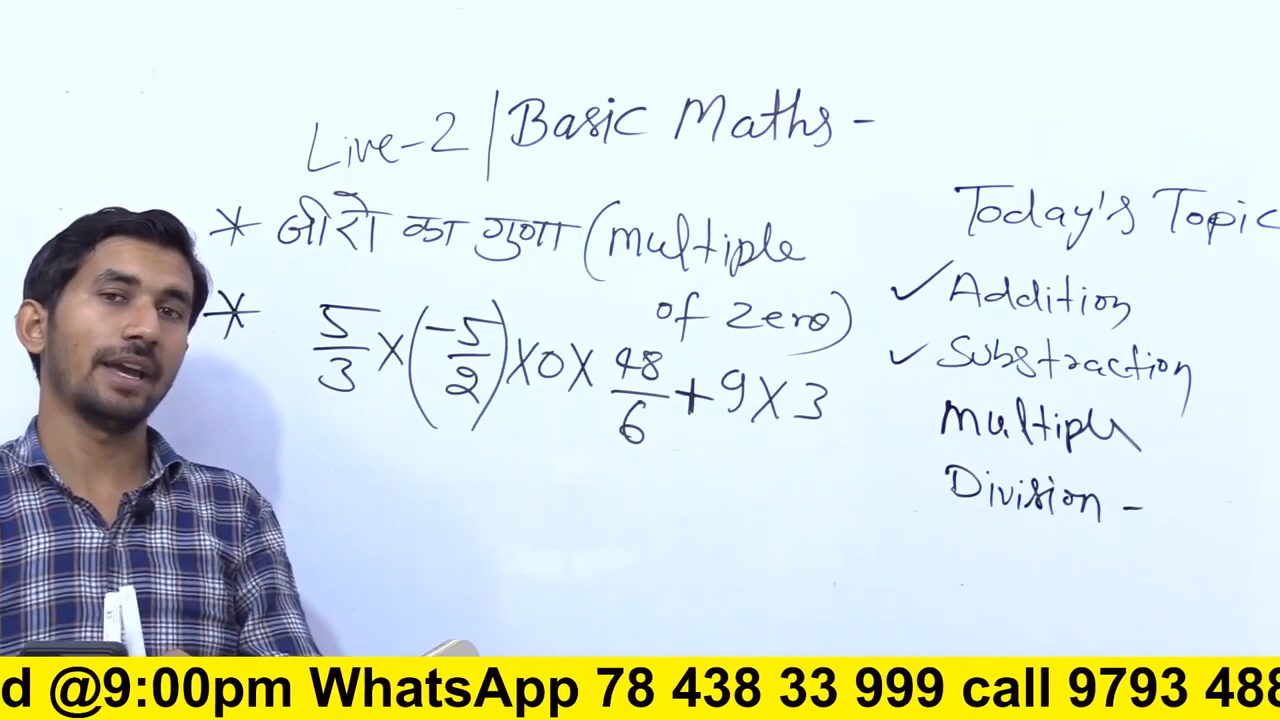 Live-2 | Basic Maths -
* जीरो का गुणा (multiple
of zero)
* 5/3 × (-5/2) × 0 × 48/6 + 9 × 3
Today's Topic
✓ Addition
✓ Substraction
Multiple
Division -
d @9:00pm WhatsApp 78 438 33 999 call 9793 488